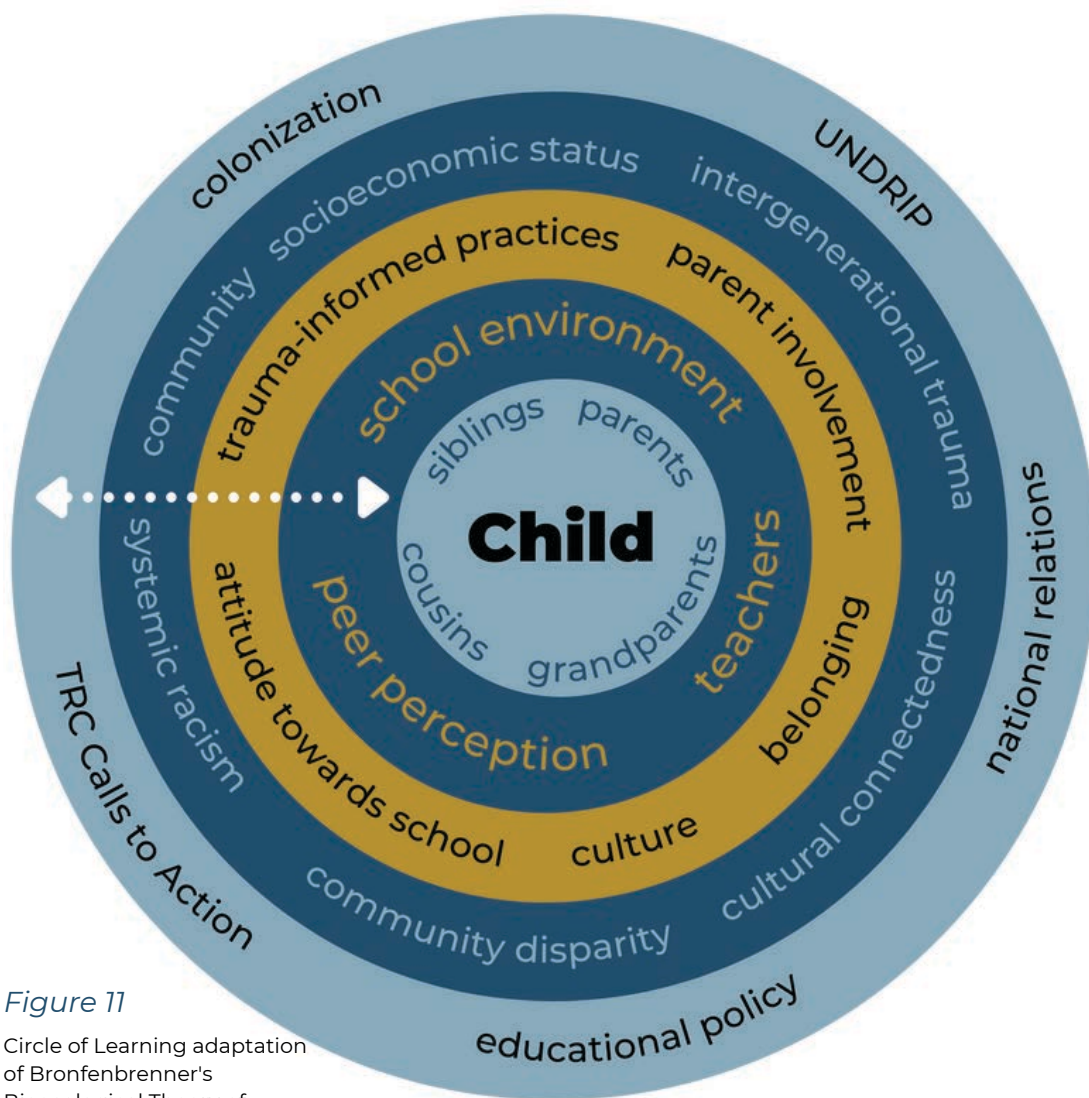 colonization
UNDRIP
national relations
educational policy
TRC Calls to Action
community
socioeconomic status
intergenerational trauma
cultural connectedness
community disparity
systemic racism
trauma-informed practices
parent involvement
belonging
culture
attitude towards school
school environment
teachers
peer perception
siblings
parents
grandparents
cousins
Child
Figure 11
Circle of Learning adaptation
of Bronfenbrenner's